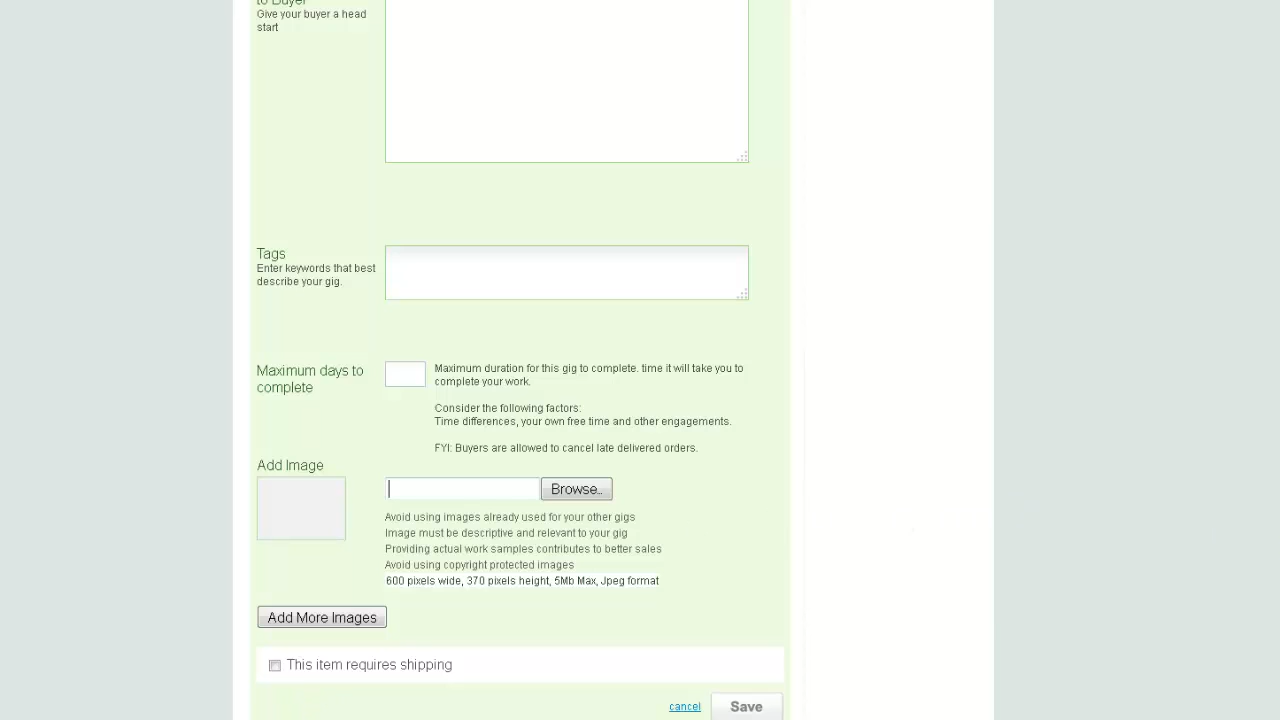 to Buyer
Give your buyer a head
start
Tags
Enter keywords that best
describe your gig.
Maximum days to
complete
Maximum duration for this gig to complete. time it will take you to
complete your work.
Consider the following factors:
Time differences, your own free time and other engagements.
FYI: Buyers are allowed to cancel late delivered orders.
Add Image
Browse..
Avoid using images already used for your other gigs
Image must be descriptive and relevant to your gig
Providing actual work samples contributes to better sales
Avoid using copyright protected images
600 pixels wide, 370 pixels height, 5Mb Max, Jpeg format
Add More Images
This item requires shipping
cancel
Save